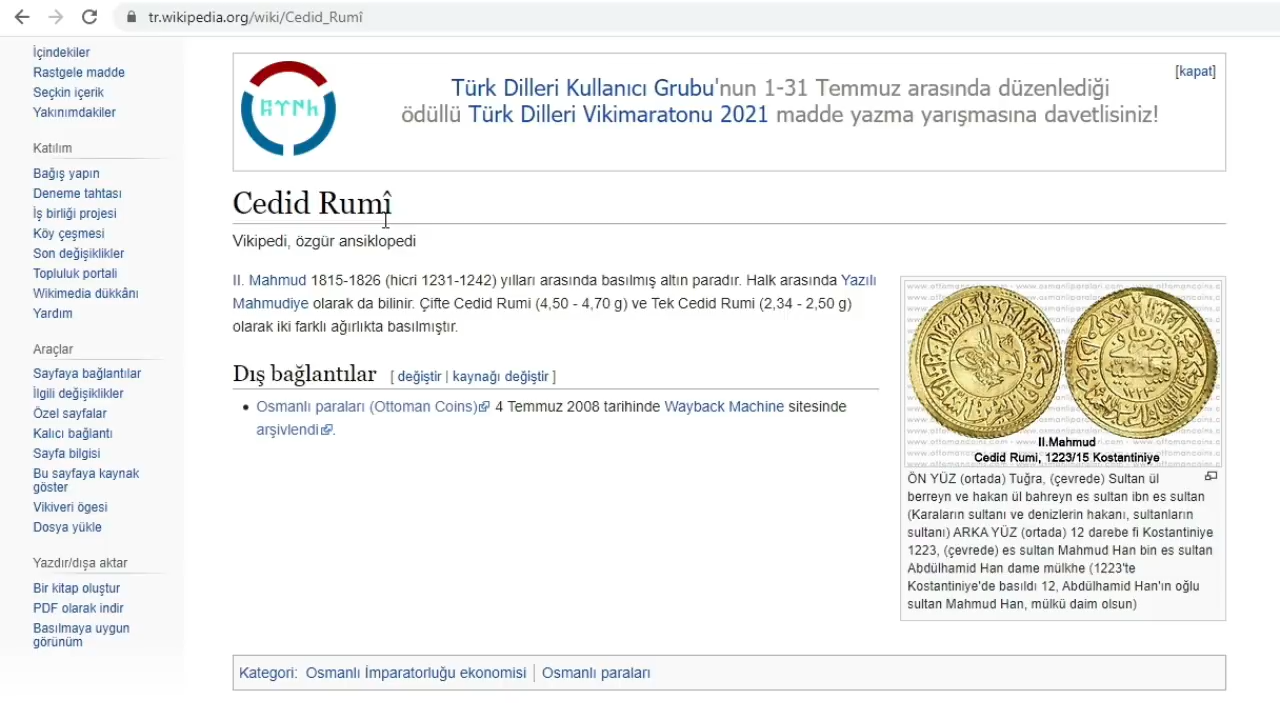 tr.wikipedia.org/wiki/Cedid_Rumî
İçindekiler
Rastgele madde
Seçkin içerik
Yakınımdakiler
Katılım
Bağış yapın
Deneme tahtası
İş birliği projesi
Köy çeşmesi
Son değişiklikler
Topluluk portali
Wikimedia dükkânı
Yardım
Araçlar
Sayfaya bağlantılar
İlgili değişiklikler
Özel sayfalar
Kalıcı bağlantı
Sayfa bilgisi
Bu sayfaya kaynak
göster
Vikiveri ögesi
Dosya yükle
Yazdır/dışa aktar
Bir kitap oluştur
PDF olarak indir
Basılmaya uygun
görünüm
[kapat]
Türk Dilleri Kullanıcı Grubu'nun 1-31 Temmuz arasında düzenlediği
ödüllü Türk Dilleri Vikimaratonu 2021 madde yazma yarışmasına davetlisiniz!
Cedid Rumî
Vikipedi, özgür ansiklopedi
II. Mahmud 1815-1826 (hicri 1231-1242) yılları arasında basılmış altın paradır. Halk arasında Yazılı
Mahmudiye olarak da bilinir. Çifte Cedid Rumi (4,50 - 4,70 g) ve Tek Cedid Rumi (2,34 - 2,50 g)
olarak iki farklı ağırlıkta basılmıştır.
Dış bağlantılar [ değiştir | kaynağı değiştir ]
• Osmanlı paraları (Ottoman Coins) 4 Temmuz 2008 tarihinde Wayback Machine sitesinde
arşivlendi.
II.Mahmud
Cedid Rumi, 1223/15 Kostantiniye
ÖN YÜZ (ortada) Tuğra, (çevrede) Sultan ül
berreyn ve hakan ül bahreyn es sultan ibn es sultan
(Karaların sultanı ve denizlerin hakanı, sultanların
sultanı) ARKA YÜZ (ortada) 12 darebe fi Kostantiniye
1223, (çevrede) es sultan Mahmud Han bin es sultan
Abdülhamid Han dame mülkhe (1223'te
Kostantiniye'de basıldı 12, Abdülhamid Han'ın oğlu
sultan Mahmud Han, mülkü daim olsun)
Kategori: Osmanlı İmparatorluğu ekonomisi | Osmanlı paraları